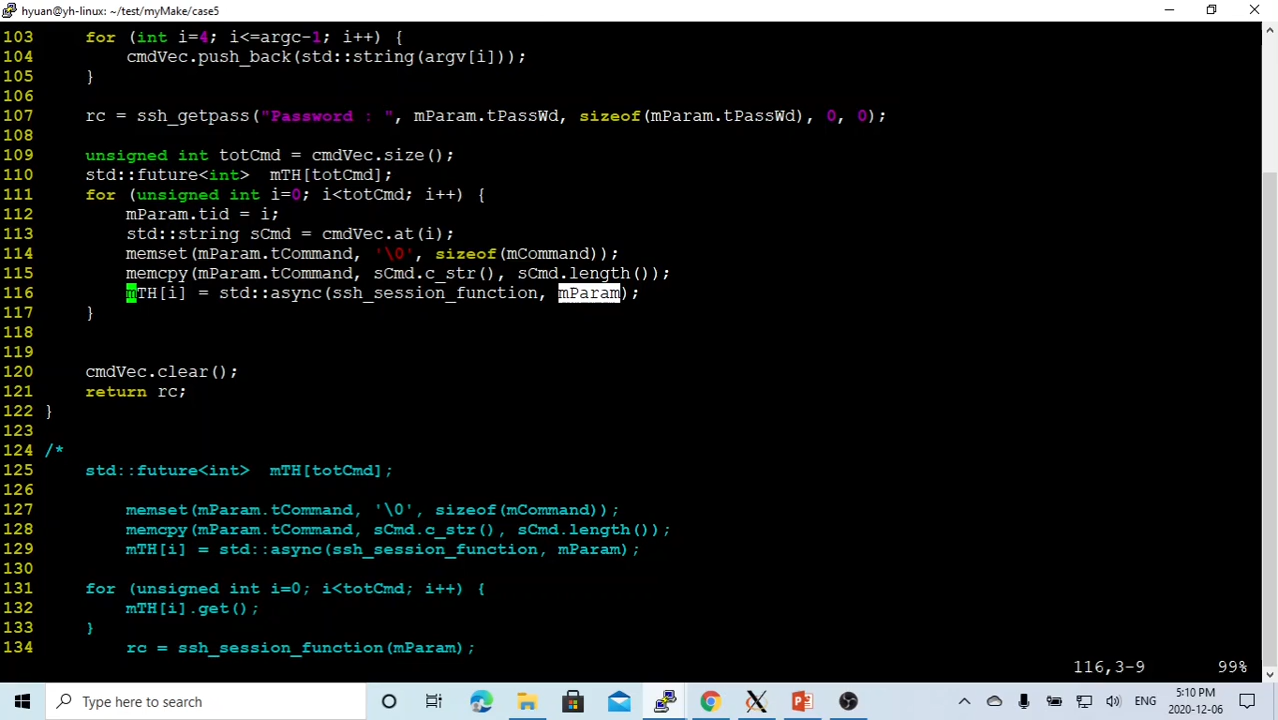 hyuan@yh-linux: ~/test/myMake/case5
103     for (int i=4; i<=argc-1; i++) {
104         cmdVec.push_back(std::string(argv[i]));
105     }
106
107     rc = ssh_getpass("Password : ", mParam.tPassWd, sizeof(mParam.tPassWd), 0, 0);
108
109     unsigned int totCmd = cmdVec.size();
110     std::future<int>  mTH[totCmd];
111     for (unsigned int i=0; i<totCmd; i++) {
112         mParam.tid = i;
113         std::string sCmd = cmdVec.at(i);
114         memset(mParam.tCommand, '\0', sizeof(mCommand));
115         memcpy(mParam.tCommand, sCmd.c_str(), sCmd.length());
116         mTH[i] = std::async(ssh_session_function, mParam);
117     }
118
119
120     cmdVec.clear();
121     return rc;
122 }
123
124 /*
125     std::future<int>  mTH[totCmd];
126
127         memset(mParam.tCommand, '\0', sizeof(mCommand));
128         memcpy(mParam.tCommand, sCmd.c_str(), sCmd.length());
129         mTH[i] = std::async(ssh_session_function, mParam);
130
131     for (unsigned int i=0; i<totCmd; i++) {
132         mTH[i].get();
133     }
134         rc = ssh_session_function(mParam);
116,3-9 99%
Type here to search
ENG
5:10 PM
2020-12-06